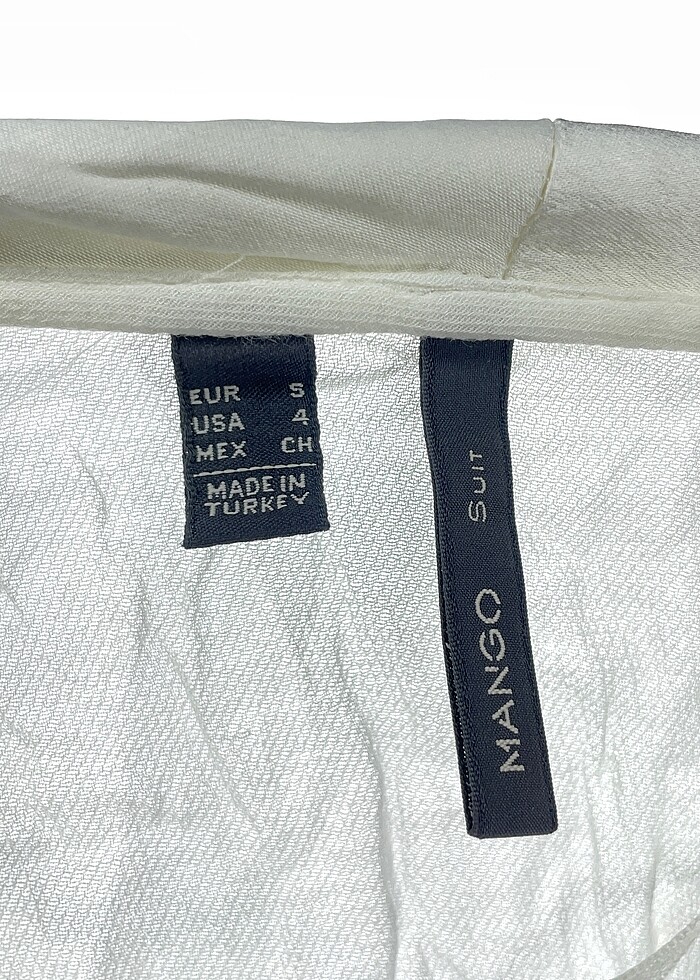 EUR S
USA 4
MEX CH
MADE IN
TURKEY
MANGO SUIT